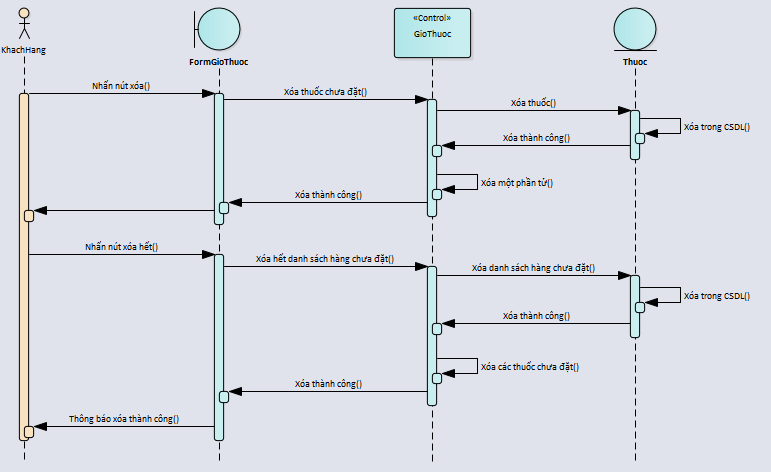 «Control»
GioThuoc
KhachHang
FormGioThuoc
Thuoc
Nhấn nút xóa()
Xóa thuốc chưa đặt()
Xóa thuốc()
Xóa trong CSDL()
Xóa thành công()
Xóa một phần tử()
Xóa thành công()
Nhấn nút xóa hết()
Xóa hết danh sách hàng chưa đặt()
Xóa danh sách hàng chưa đặt()
Xóa trong CSDL()
Xóa thành công()
Xóa các thuốc chưa đặt()
Xóa thành công()
Thông báo xóa thành công()